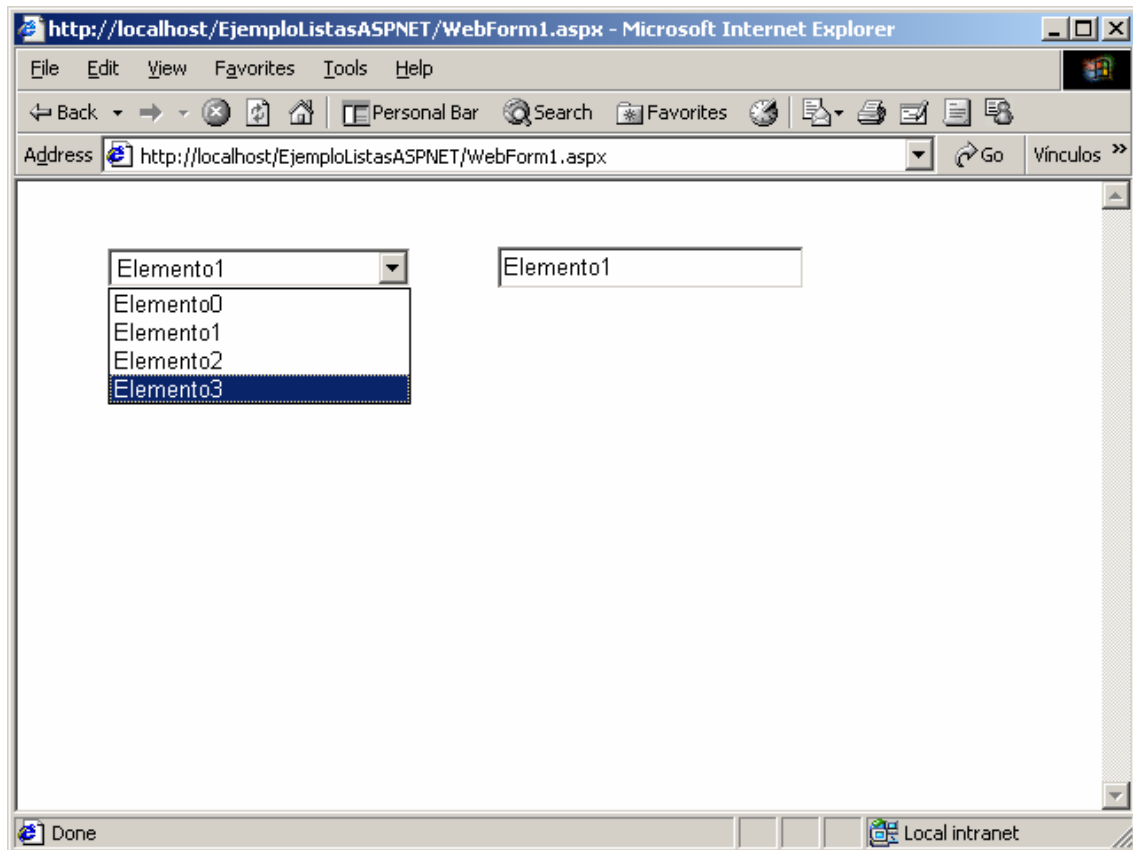 http://localhost/EjemploListasASPNET/WebForm1.aspx - Microsoft Internet Explorer
File Edit View Favorites Tools Help
Back Personal Bar Search Favorites
Address http://localhost/EjemploListasASPNET/WebForm1.aspx Go Vínculos »
Elemento1 Elemento1
Elemento0
Elemento1
Elemento2
Elemento3
Done Local intranet